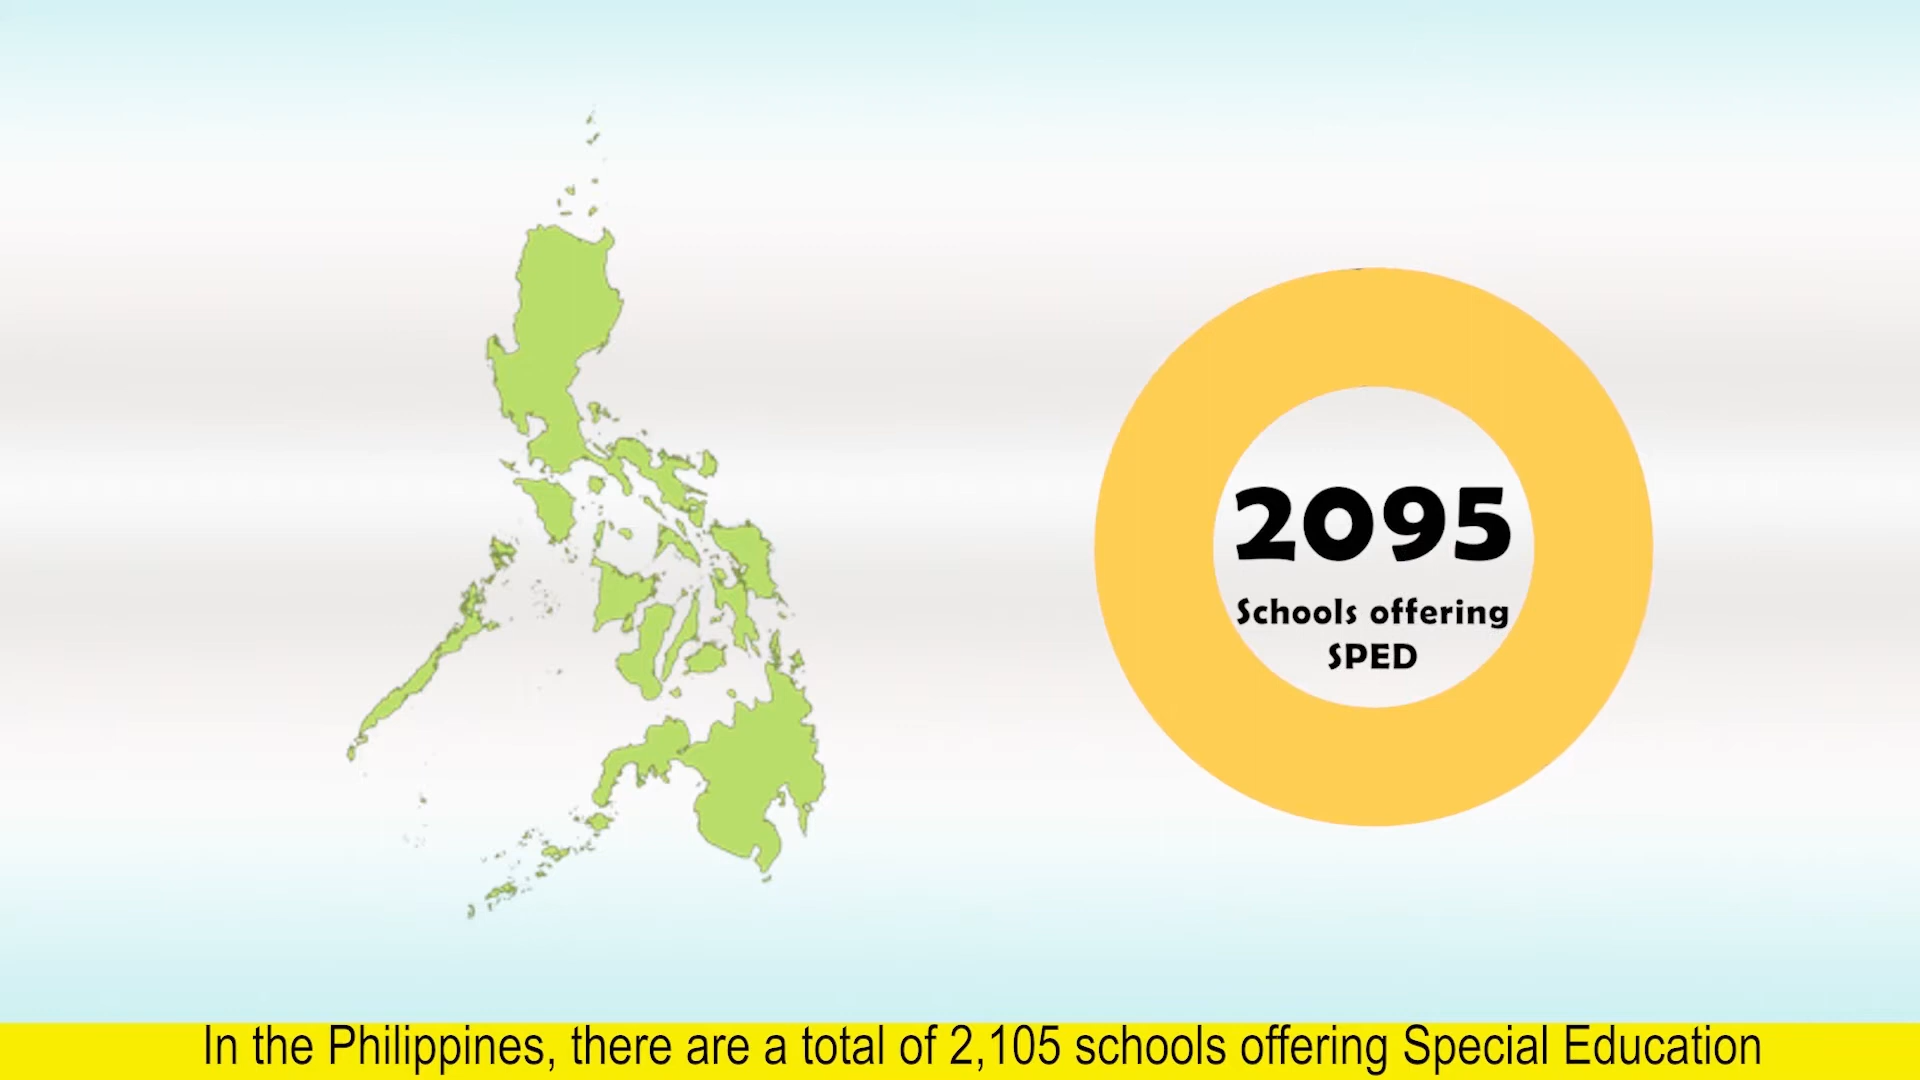 2095
Schools offering
SPED
In the Philippines, there are a total of 2,105 schools offering Special Education